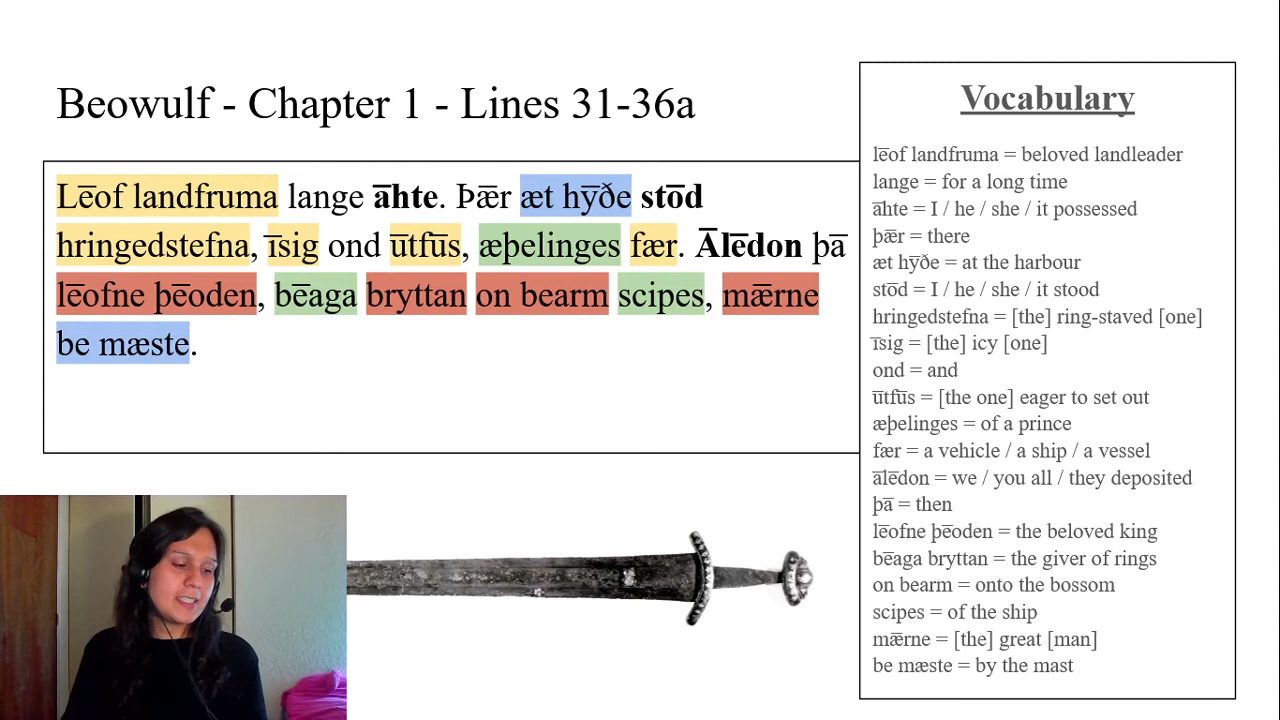 Beowulf - Chapter 1 - Lines 31-36a
Lēof landfruma lange āhte. Þǣr æt hȳðe stōd
hringedstefna, īsig ond ūtfūs, æþelinges fær. Ālēdon þā
lēofne þēoden, bēaga bryttan on bearm scipes, mǣrne
be mæste.
Vocabulary
lēof landfruma = beloved landleader
lange = for a long time
āhte = I / he / she / it possessed
þǣr = there
æt hȳðe = at the harbour
stōd = I / he / she / it stood
hringedstefna = [the] ring-staved [one]
īsig = [the] icy [one]
ond = and
ūtfūs = [the one] eager to set out
æþelinges = of a prince
fær = a vehicle / a ship / a vessel
ālēdon = we / you all / they deposited
þā = then
lēofne þēoden = the beloved king
bēaga bryttan = the giver of rings
on bearm = onto the bossom
scipes = of the ship
mǣrne = [the] great [man]
be mæste = by the mast